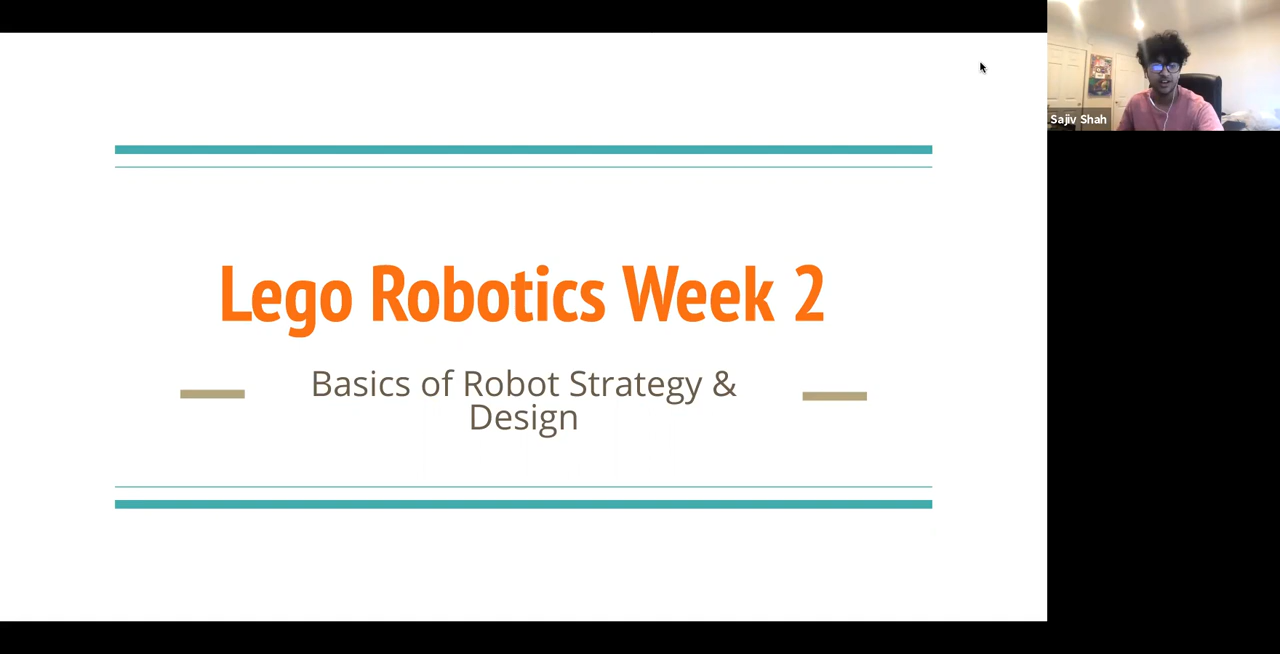 Lego Robotics Week 2
Basics of Robot Strategy &
Design
Sajiv Shah